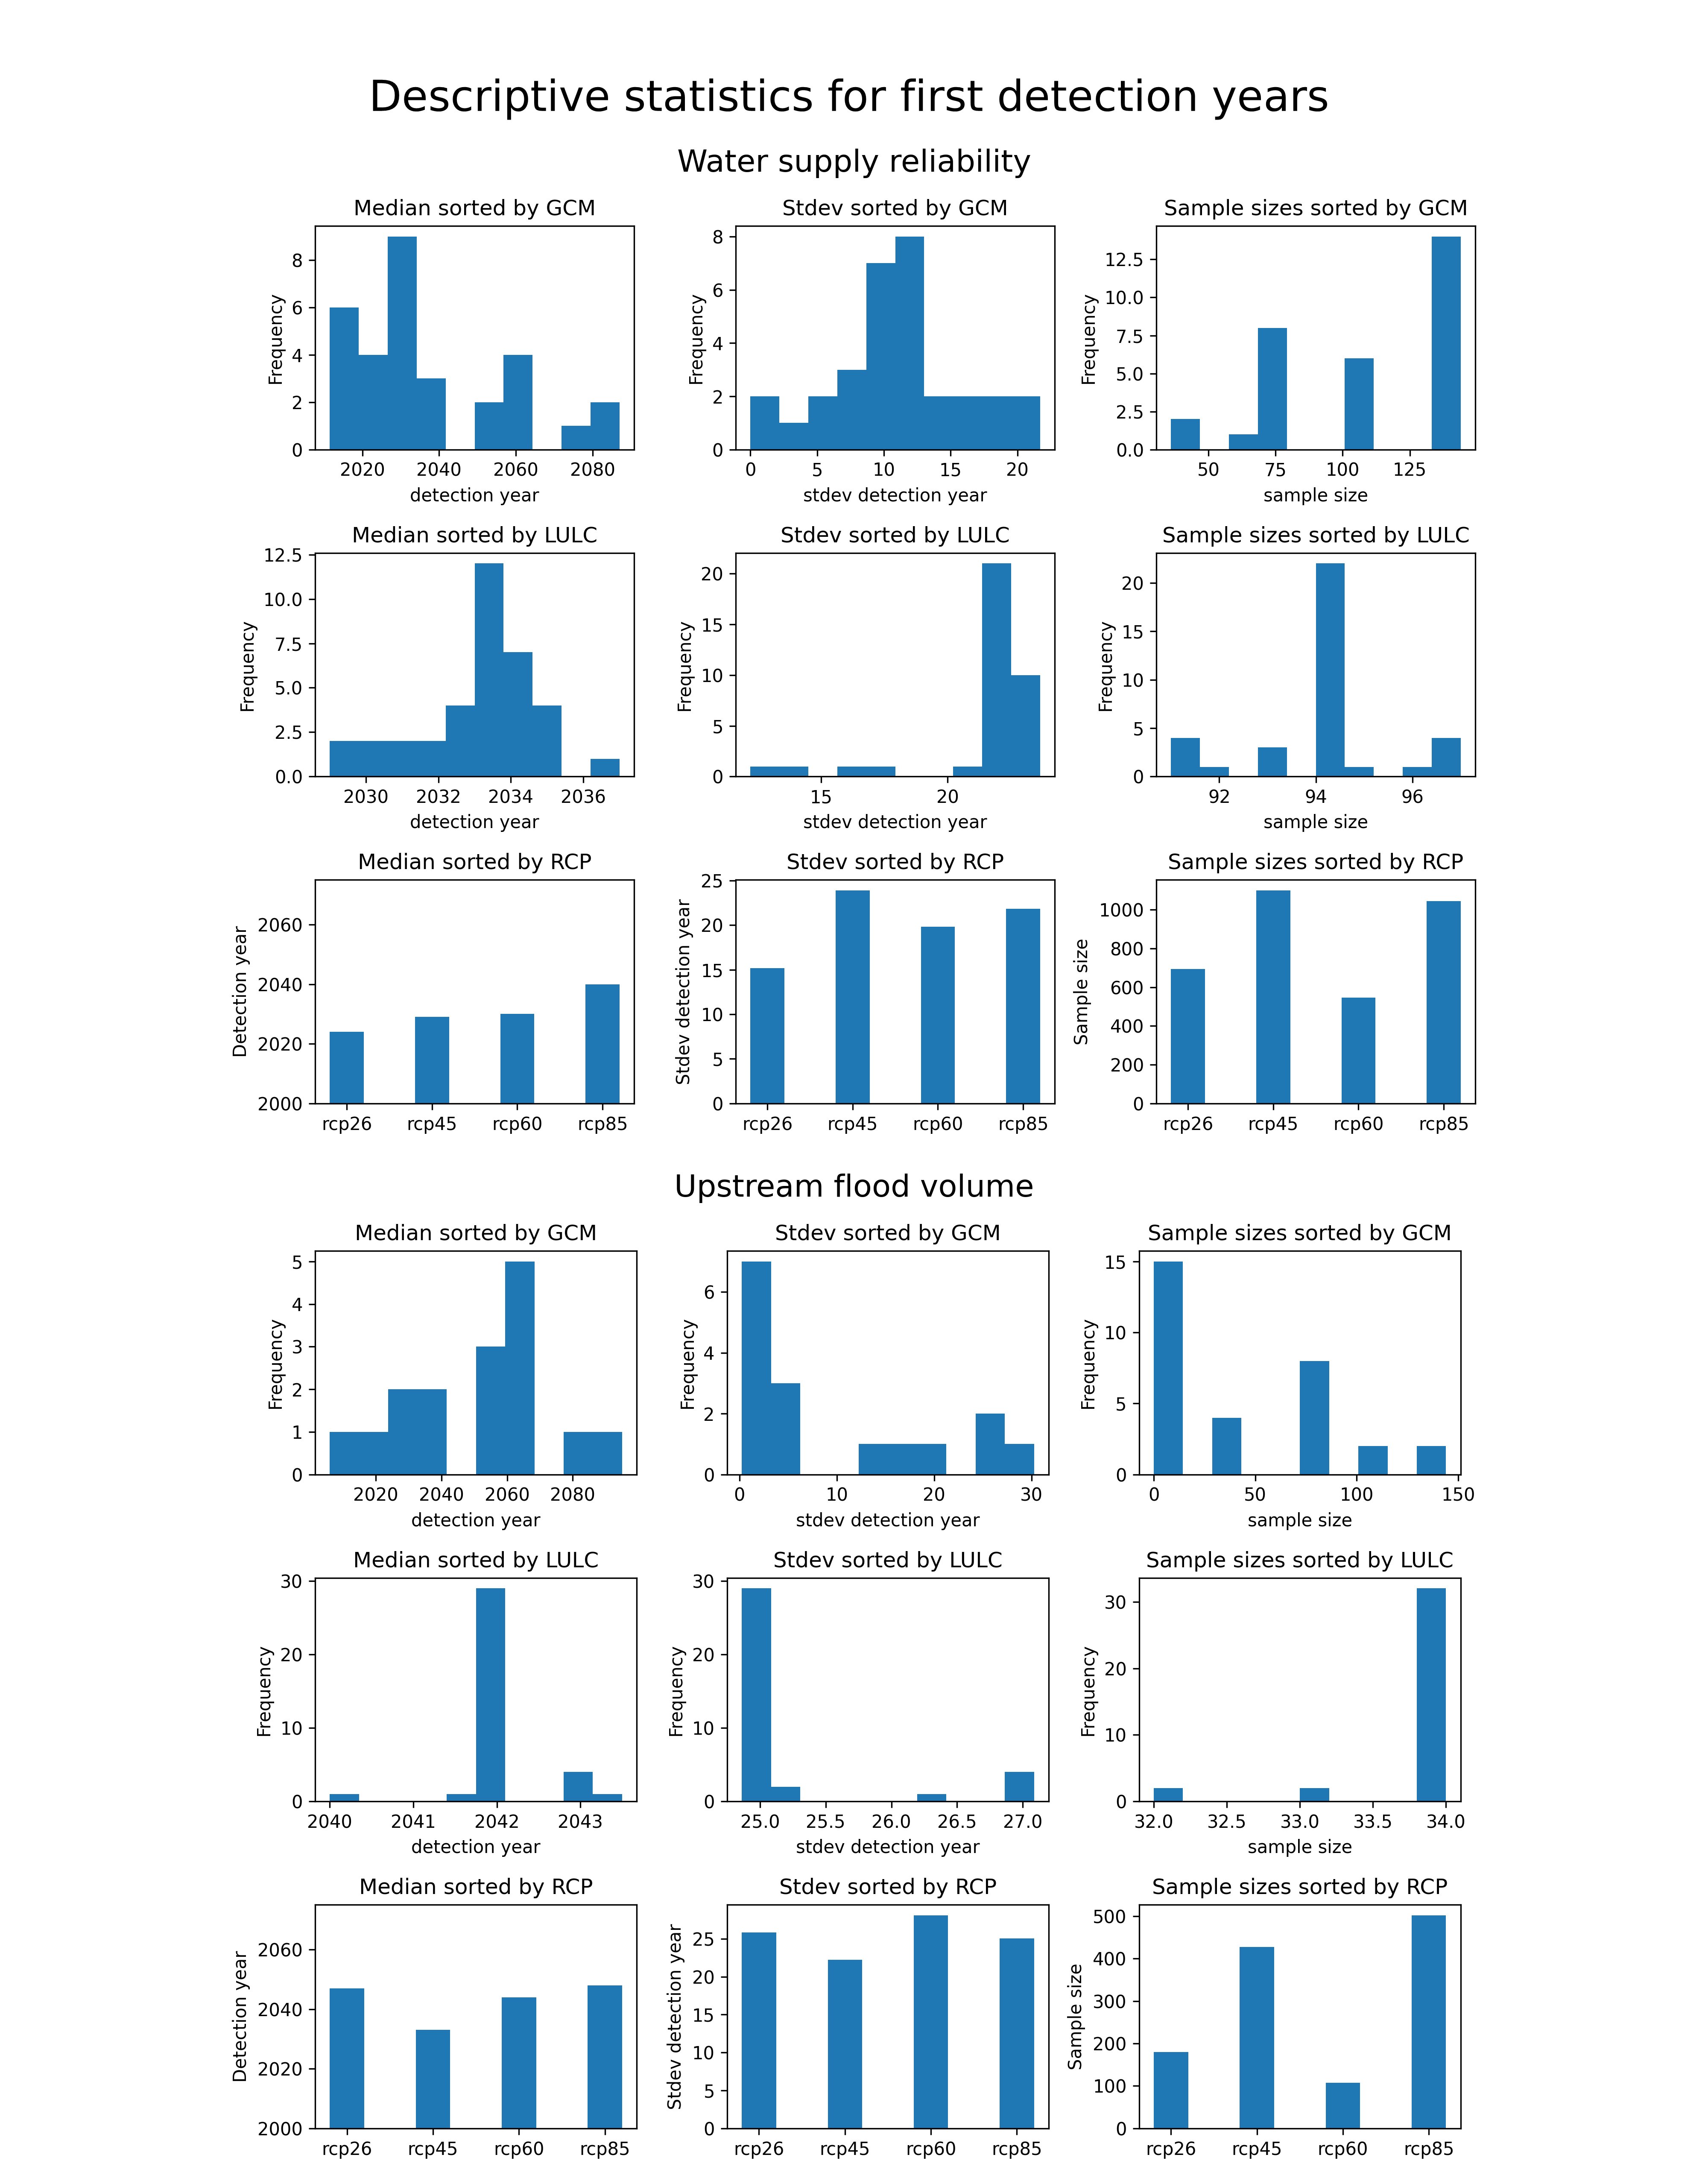 Descriptive statistics for first detection years
Water supply reliability
Median sorted by GCM
Frequency
8
6
4
2
0
2020 2040 2060 2080
detection year
Stdev sorted by GCM
Frequency
8
6
4
2
0
0 5 10 15 20
stdev detection year
Sample sizes sorted by GCM
Frequency
12.5
10.0
7.5
5.0
2.5
0.0
50 75 100 125
sample size
Median sorted by LULC
Frequency
12.5
10.0
7.5
5.0
2.5
0.0
2030 2032 2034 2036
detection year
Stdev sorted by LULC
Frequency
20
15
10
5
0
15 20
stdev detection year
Sample sizes sorted by LULC
Frequency
20
15
10
5
0
92 94 96
sample size
Median sorted by RCP
Detection year
2060
2040
2020
2000
rcp26 rcp45 rcp60 rcp85
Stdev sorted by RCP
Stdev detection year
25
20
15
10
5
0
rcp26 rcp45 rcp60 rcp85
Sample sizes sorted by RCP
Sample size
1000
800
600
400
200
0
rcp26 rcp45 rcp60 rcp85
Upstream flood volume
Median sorted by GCM
Frequency
5
4
3
2
1
0
2020 2040 2060 2080
detection year
Stdev sorted by GCM
Frequency
6
4
2
0
0 10 20 30
stdev detection year
Sample sizes sorted by GCM
Frequency
15
10
5
0
0 50 100 150
sample size
Median sorted by LULC
Frequency
30
20
10
0
2040 2041 2042 2043
detection year
Stdev sorted by LULC
Frequency
30
20
10
0
25.0 25.5 26.0 26.5 27.0
stdev detection year
Sample sizes sorted by LULC
Frequency
30
20
10
0
32.0 32.5 33.0 33.5 34.0
sample size
Median sorted by RCP
Detection year
2060
2040
2020
2000
rcp26 rcp45 rcp60 rcp85
Stdev sorted by RCP
Stdev detection year
25
20
15
10
5
0
rcp26 rcp45 rcp60 rcp85
Sample sizes sorted by RCP
Sample size
500
400
300
200
100
0
rcp26 rcp45 rcp60 rcp85